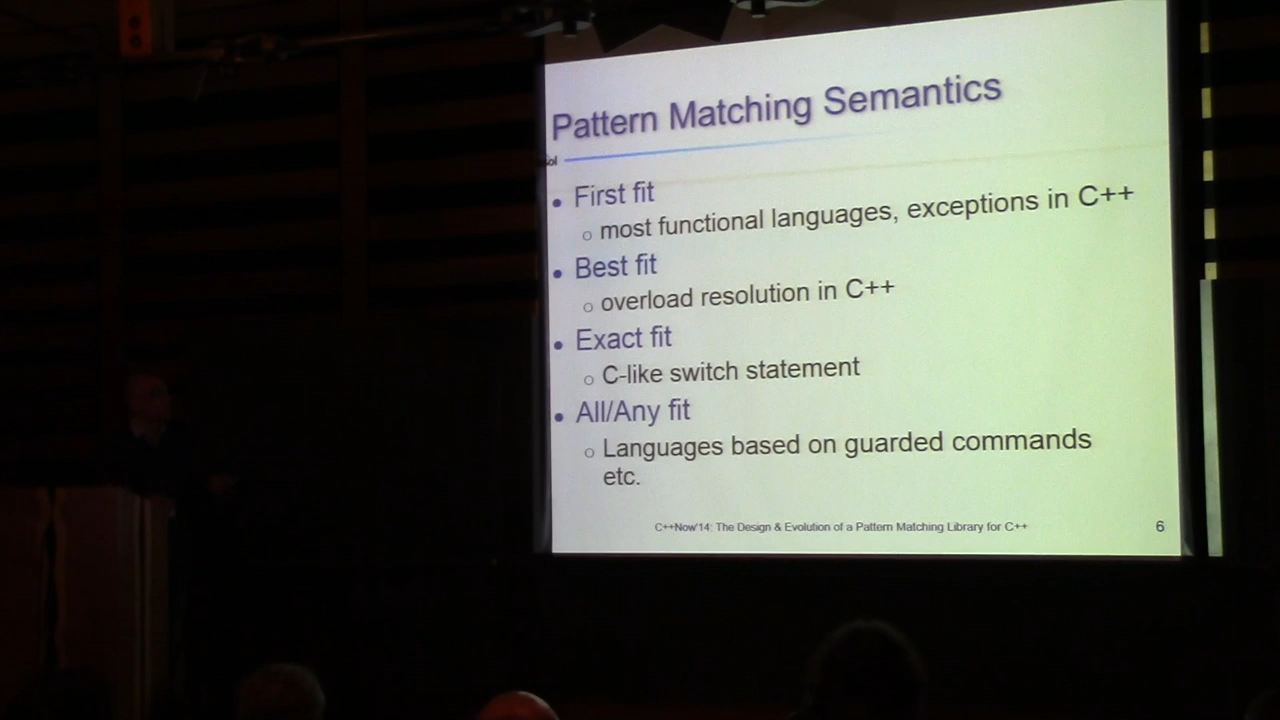 Pattern Matching Semantics
• First fit
o most functional languages, exceptions in C++
• Best fit
o overload resolution in C++
• Exact fit
o C-like switch statement
• All/Any fit
o Languages based on guarded commands
etc.
C++Now'14: The Design & Evolution of a Pattern Matching Library for C++ 6